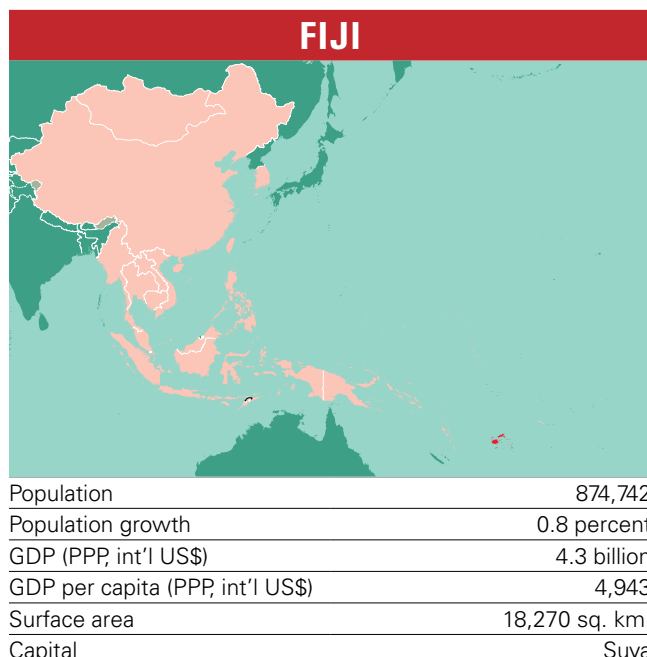 FIJI
Population 874,742
Population growth 0.8 percent
GDP (PPP, int’l US$) 4.3 billion
GDP per capita (PPP, int’l US$) 4,943
Surface area 18,270 sq. km
Capital Suva